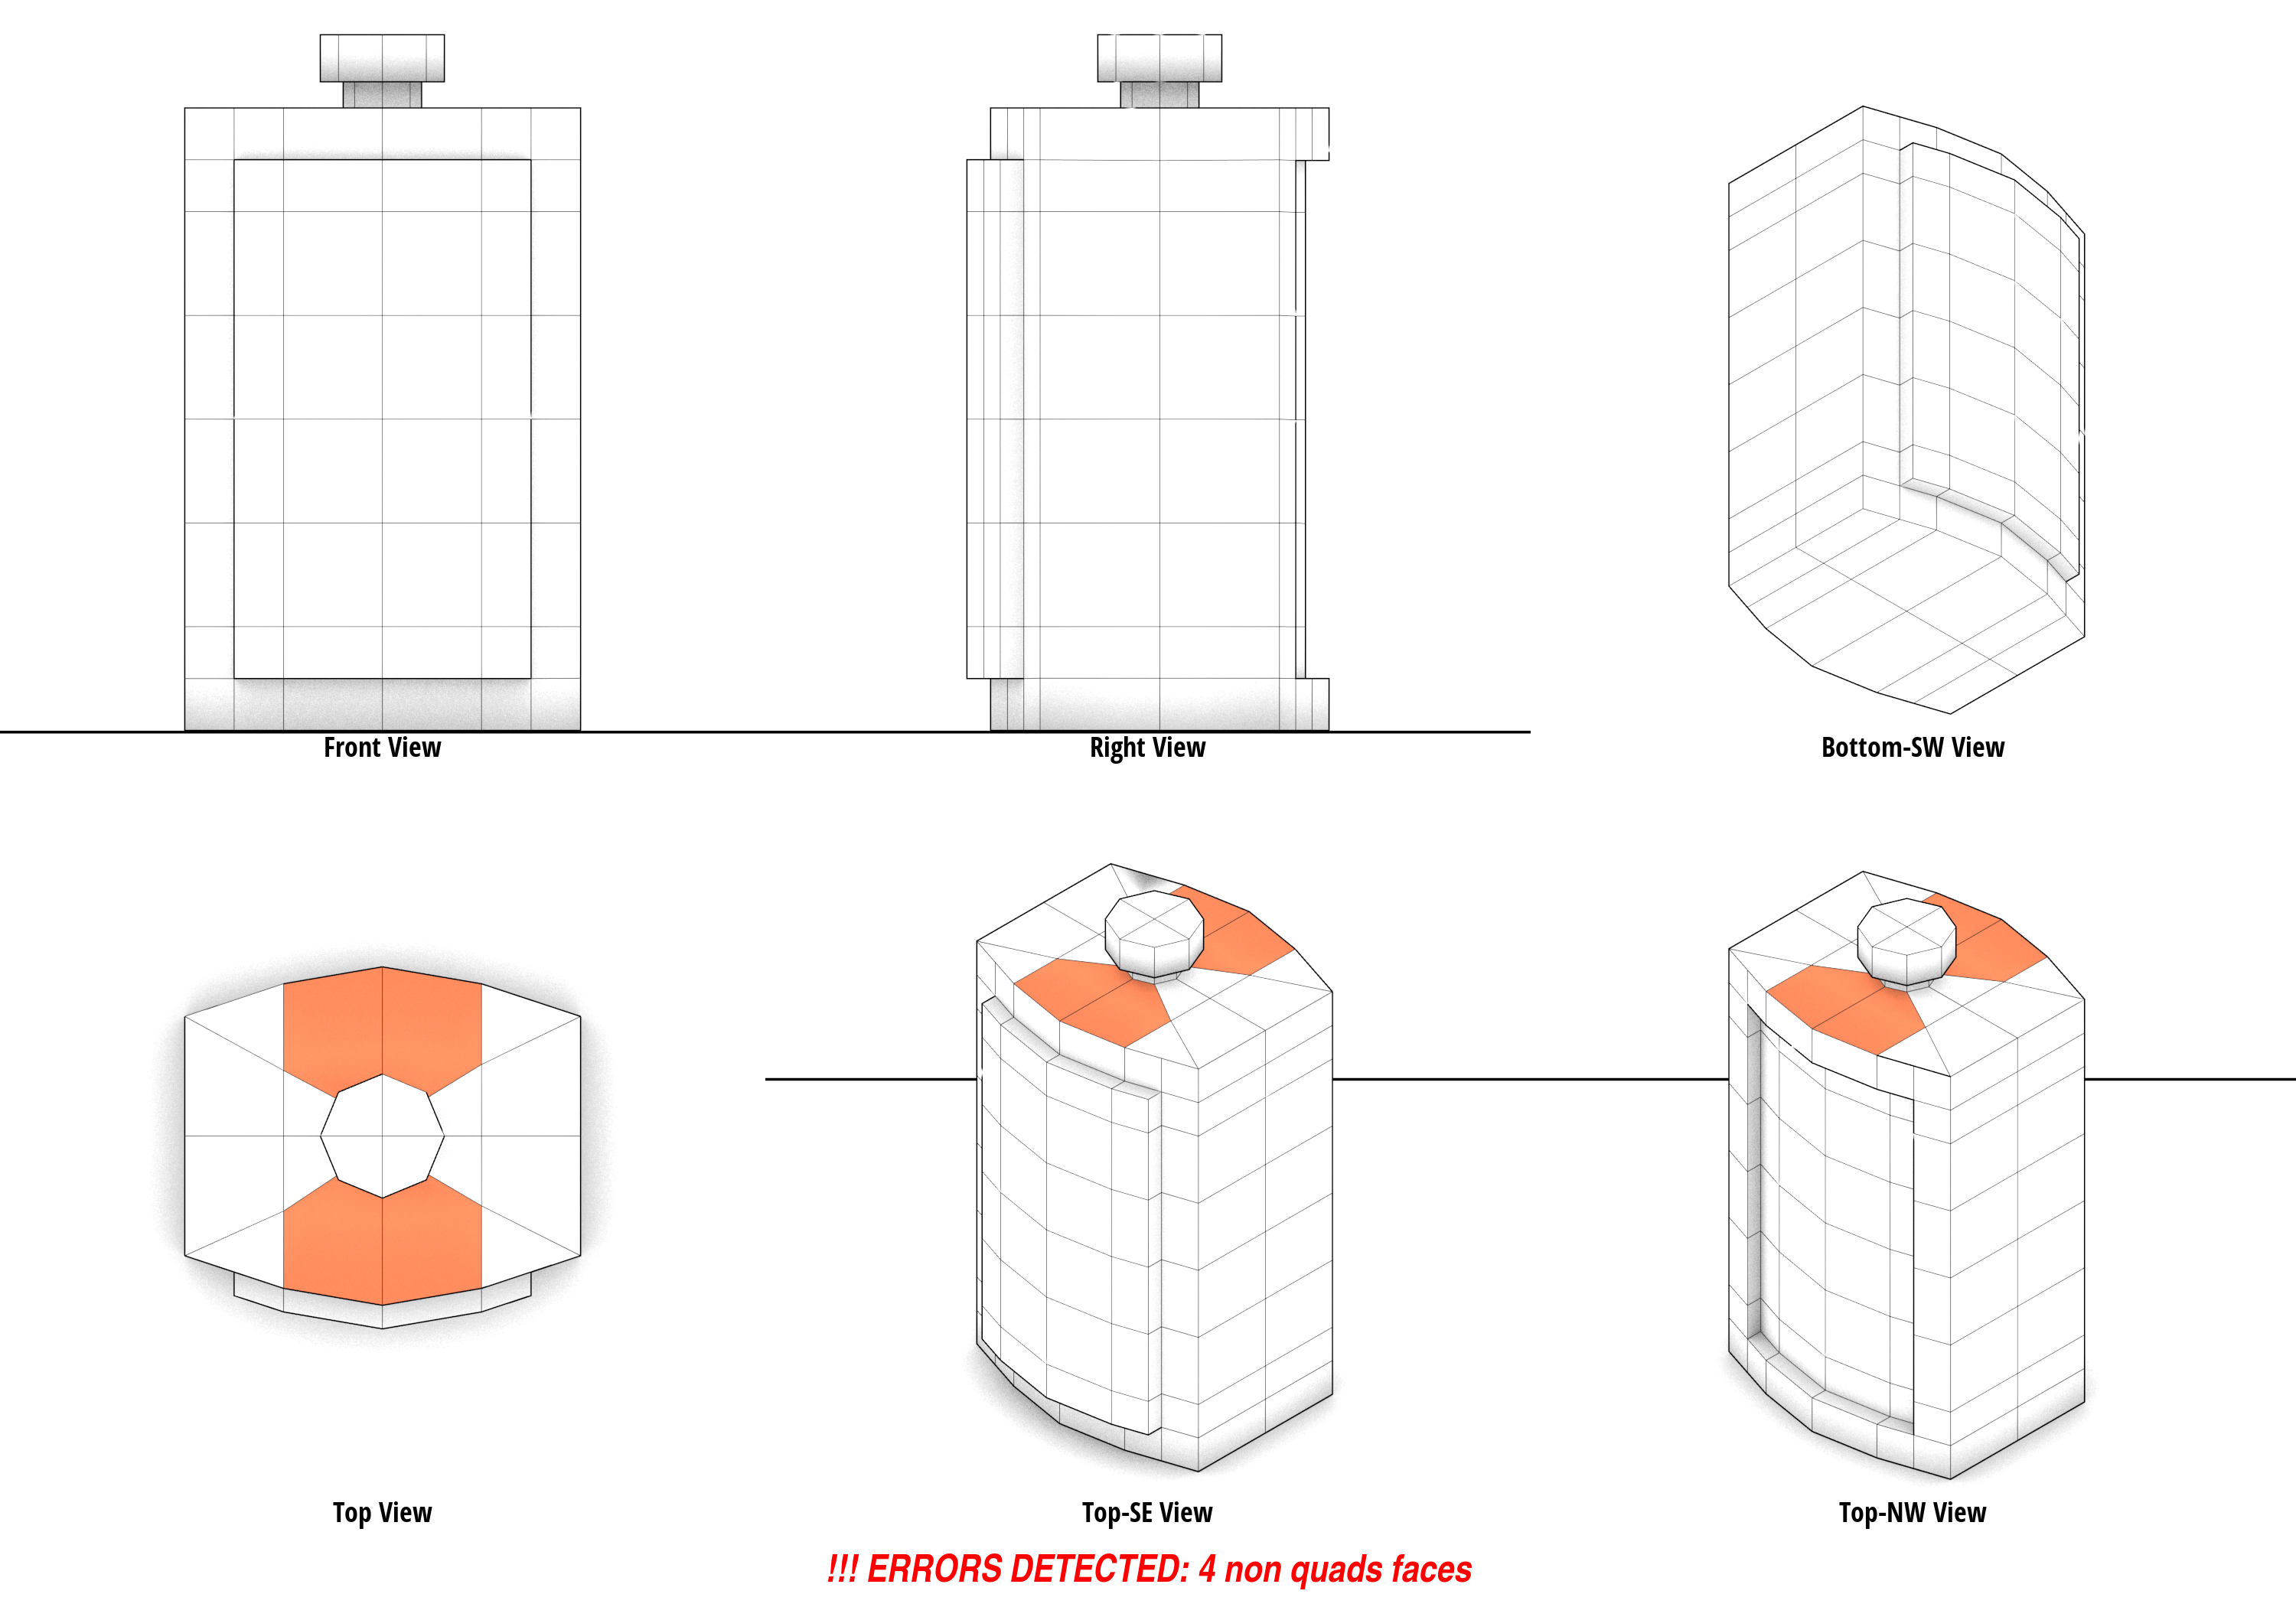 Front View
Right View
Bottom-SW View
Top View
Top-SE View
Top-NW View
!!! ERRORS DETECTED: 4 non quads faces